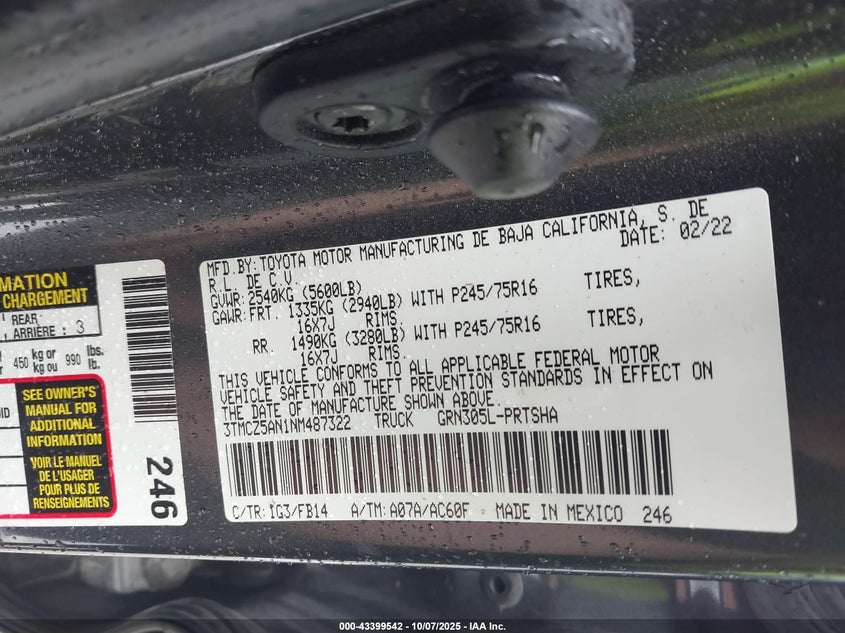 MFD.BY:TOYOTA MOTOR MANUFACTURING DE BAJA CALIFORNIA, S. DE
R.L. DE C.V. DATE: 02/22
GVWR: 2540KG (5600LB)
GAWR:FRT. 1335KG (2940LB) WITH P245/75R16 TIRES,
16X7J RIMS.
RR. 1490KG (3280LB) WITH P245/75R16 TIRES,
16X7J RIMS.
THIS VEHICLE CONFORMS TO ALL APPLICABLE FEDERAL MOTOR
VEHICLE SAFETY AND THEFT PREVENTION STANDARDS IN EFFECT ON
THE DATE OF MANUFACTURE SHOWN ABOVE.
3TMCZ5AN1NM487322 TRUCK GRN305L-PRTSHA
C/TR: 1G3/FB14 A/TM: A07A/AC60F MADE IN MEXICO 246
CHARGEMENT
REAR
ARRIÈRE : 3
450 kg or 990 lbs.
kg ou lb.
SEE OWNER'S
MANUAL FOR
ADDITIONAL
INFORMATION
VOIR LE MANUEL
DE L'USAGER
POUR PLUS DE
RENSEIGNEMENTS
246
000-43399542 - 10/07/2025 - IAA Inc.